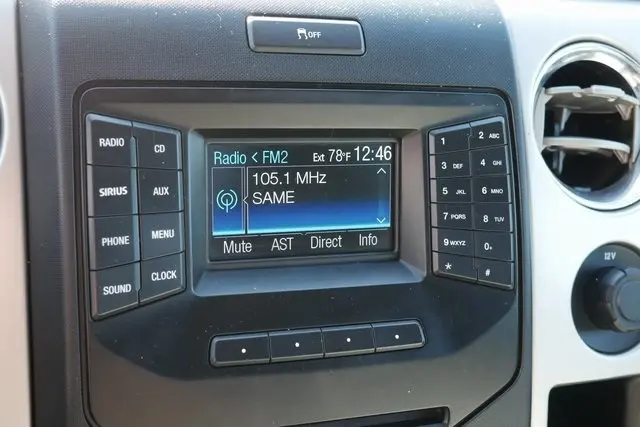 OFF
Radio < FM2 Ext 78°F 12:46
105.1 MHz
SAME
Mute AST Direct Info
RADIO CD
SIRIUS AUX
PHONE MENU
SOUND CLOCK
1 2 ABC
3 DEF 4 GHI
5 JKL 6 MNO
7 PQRS 8 TUV
9 WXYZ 0+
* #
12V